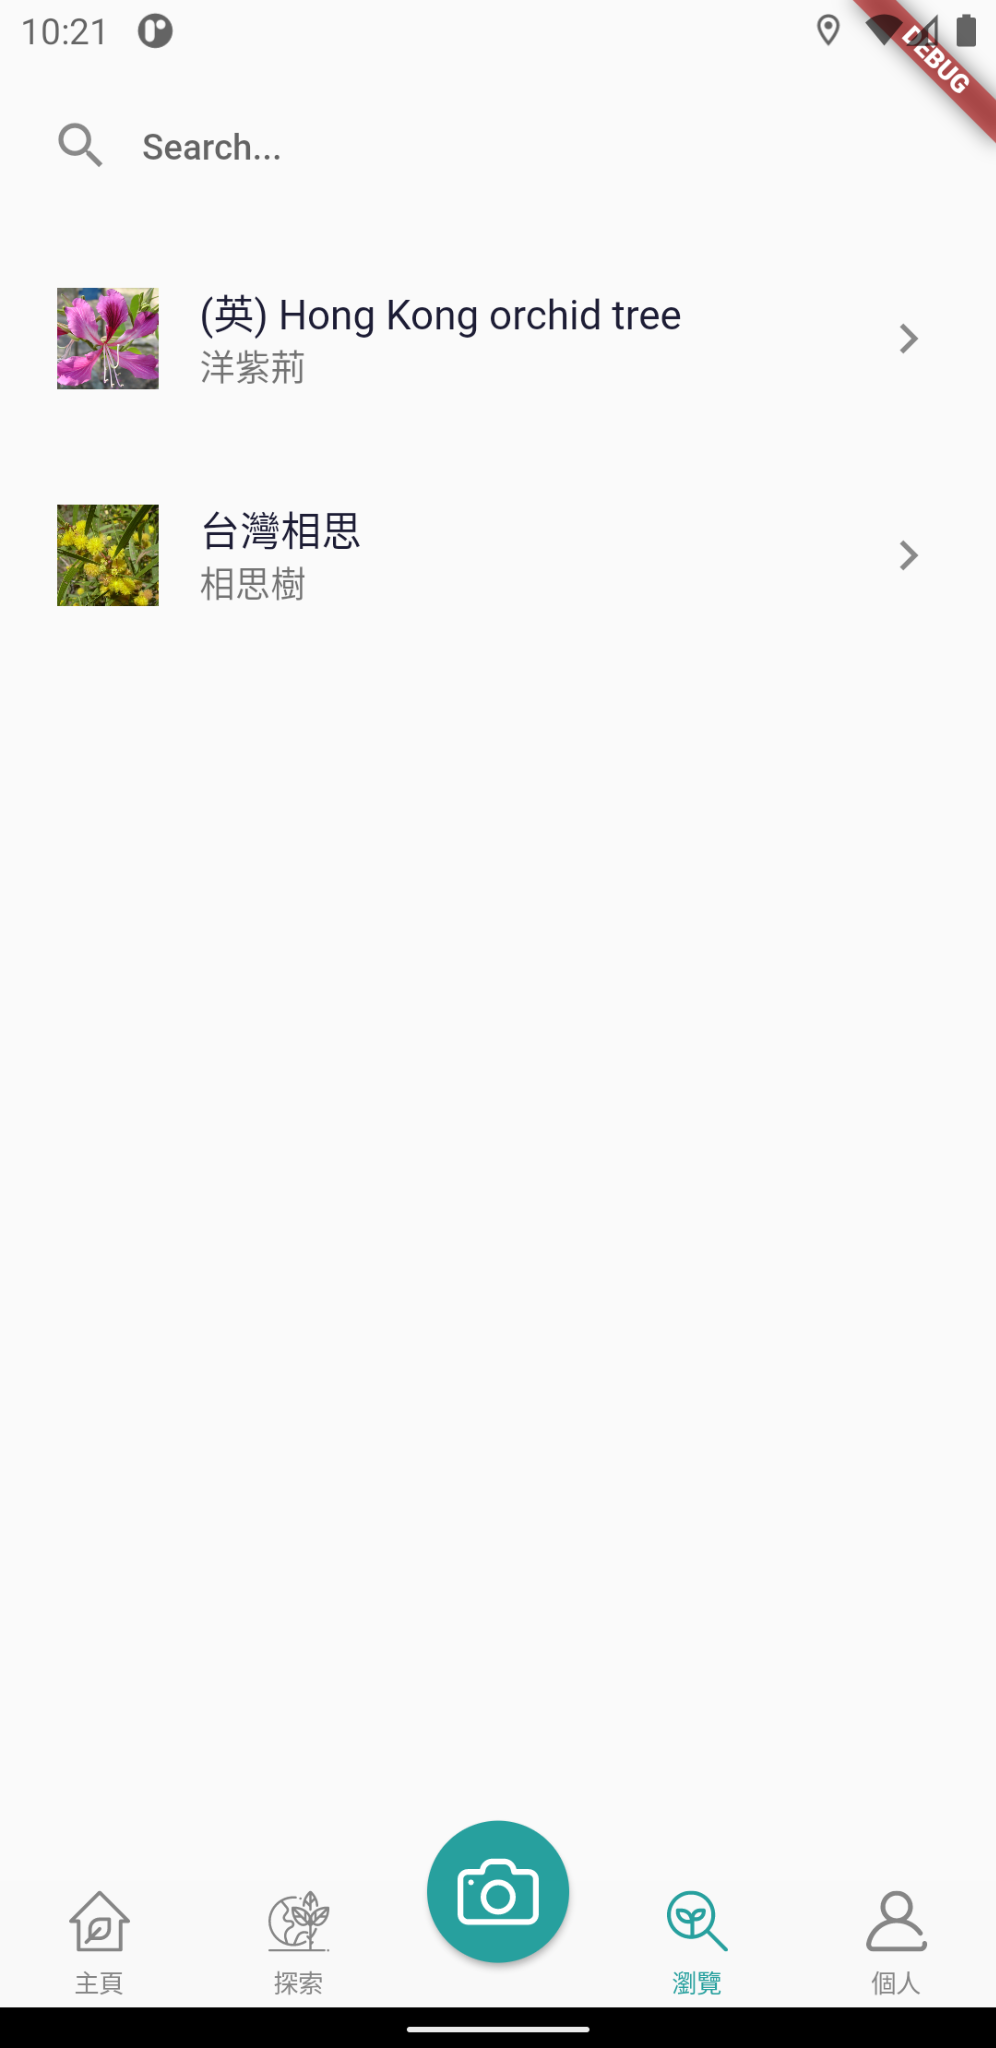 10:21
DEBUG
Search...
(英) Hong Kong orchid tree
洋紫荊
台灣相思
相思樹
主頁
探索
瀏覽
個人